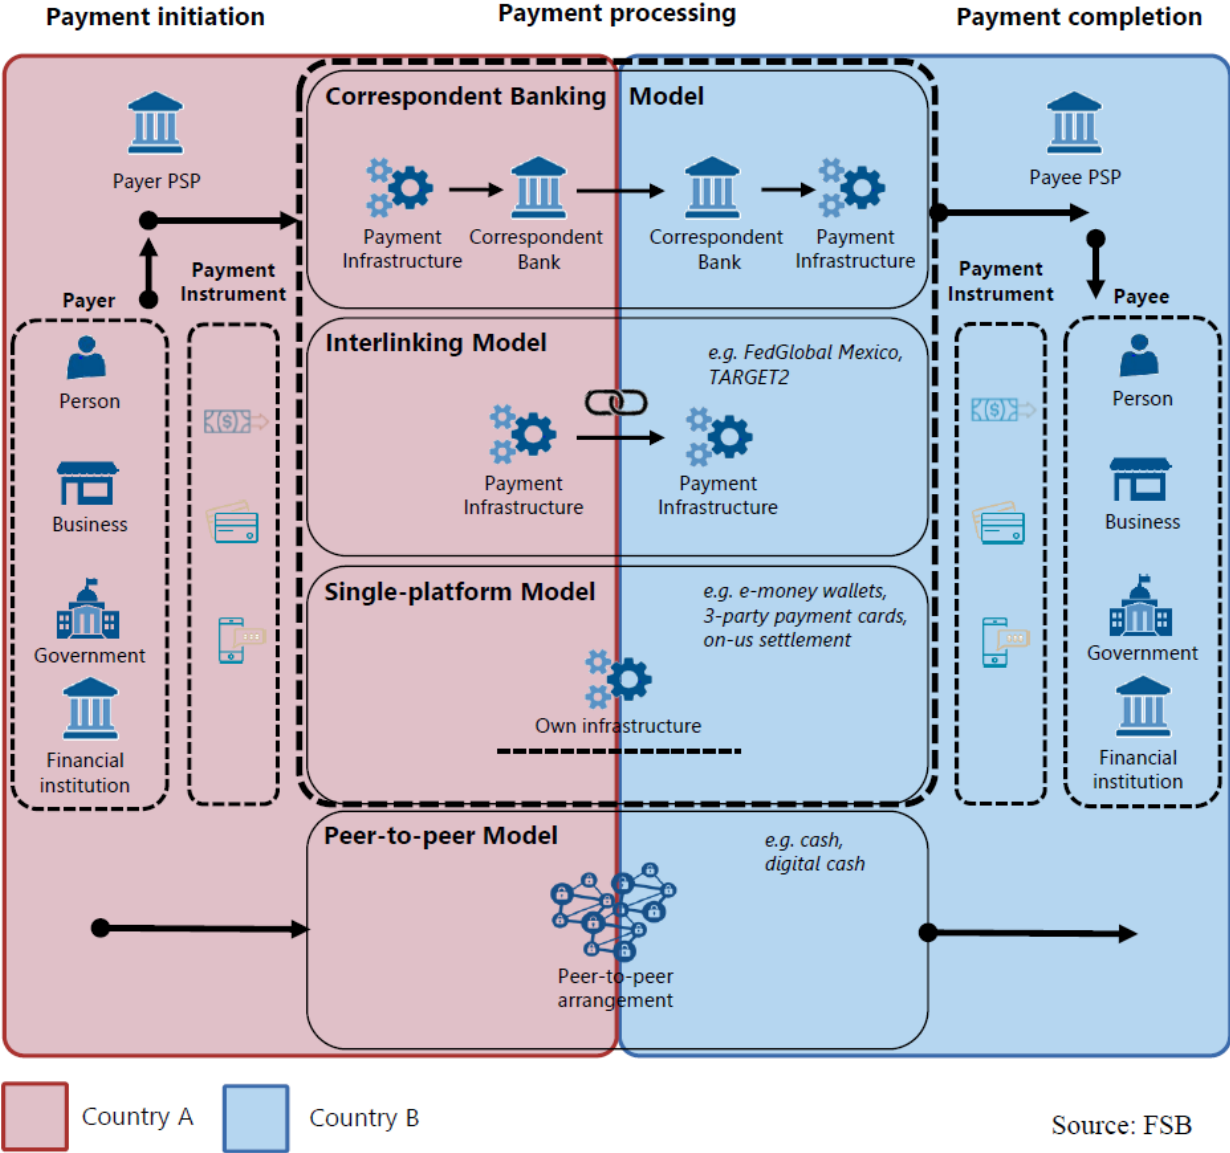 Payment initiation
Payment processing
Payment completion
Correspondent Banking Model
Payer PSP
Payee PSP
Payment
Infrastructure
Correspondent
Bank
Correspondent
Bank
Payment
Infrastructure
Payer
Payment
Instrument
Payment
Instrument
Payee
Person
Business
Government
Financial
institution
Interlinking Model
e.g. FedGlobal Mexico,
TARGET2
Payment
Infrastructure
Payment
Infrastructure
Single-platform Model
e.g. e-money wallets,
3-party payment cards,
on-us settlement
Own infrastructure
Person
Business
Government
Financial
institution
Peer-to-peer Model
e.g. cash,
digital cash
Peer-to-peer
arrangement
Country A
Country B
Source: FSB